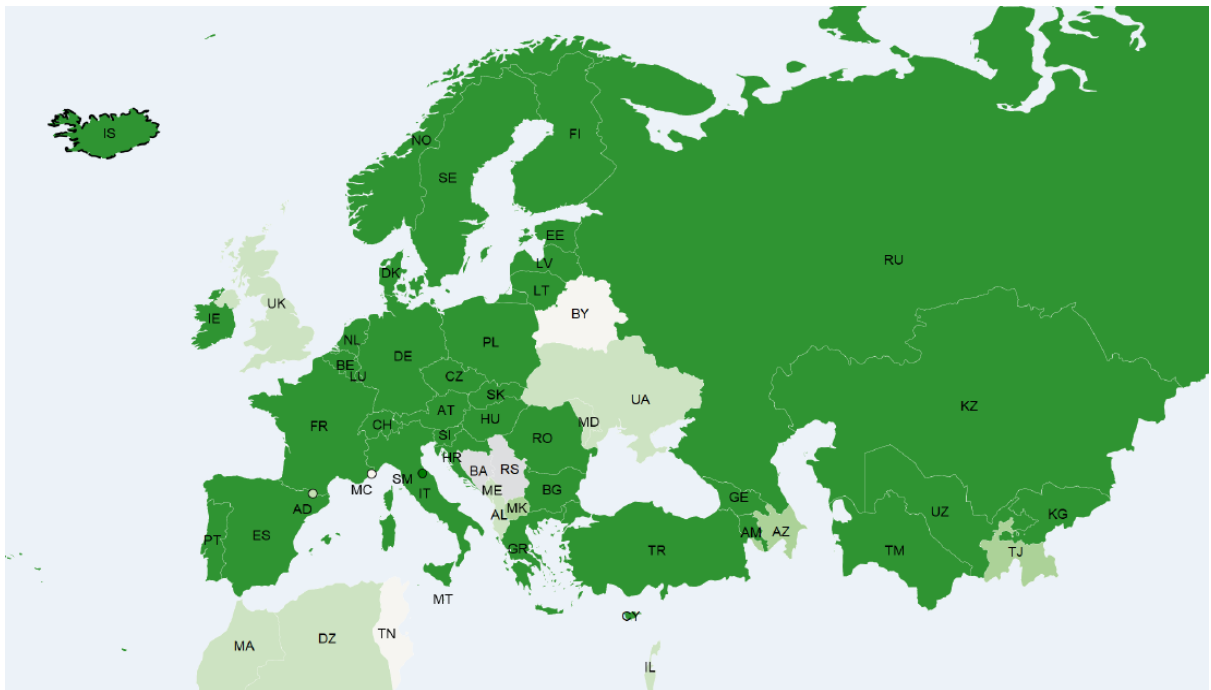 IS
NO
FI
SE
EE
RU
LV
DK
LT
UK
BY
IE
NL
PL
DE
BE
CZ
LU
SK
UA
KZ
AT
HU
MD
FR
CH
SI
RO
HR
BA
RS
SM
MC
IT
ME
BG
GE
AD
MK
UZ
KG
AL
ES
PT
AM
AZ
GR
TR
TM
TJ
MT
CY
TN
DZ
MA
IL